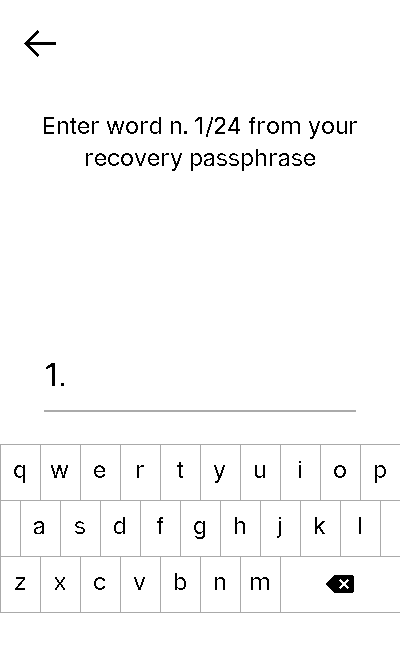 Enter word n. 1/24 from your
recovery passphrase
1.
q w e r t y u i o p
a s d f g h j k l
z x c v b n m